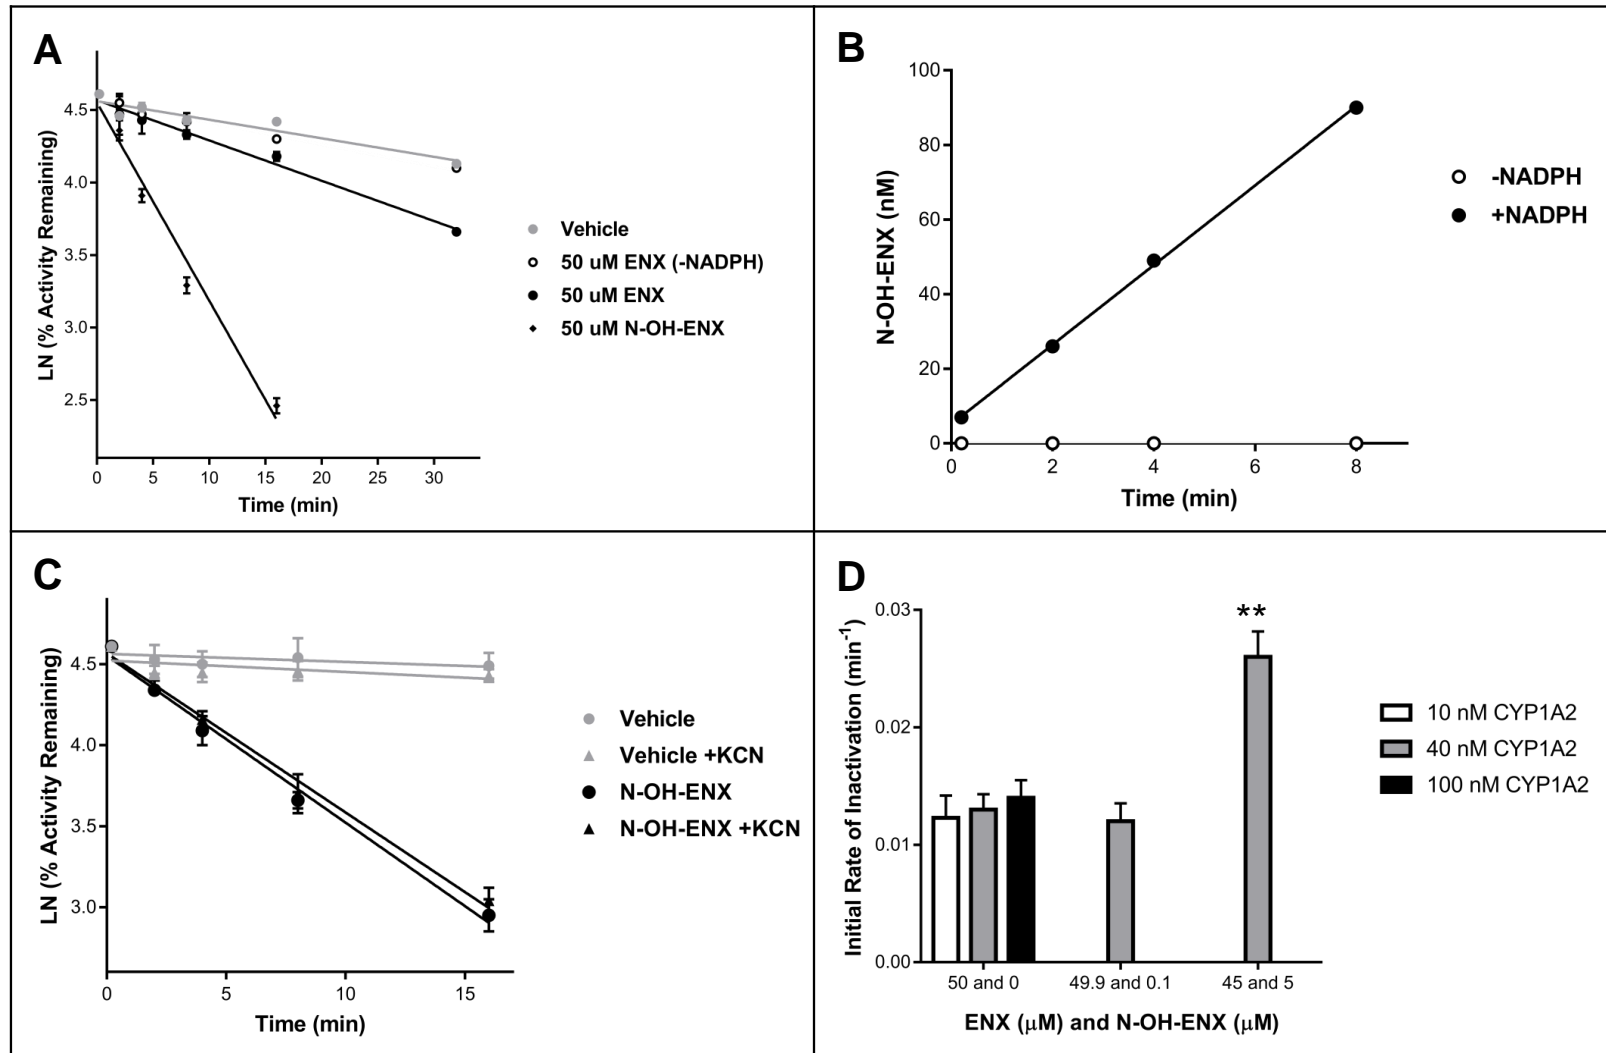 A
LN (% Activity Remaining)
4.5
4.0
3.5
3.0
2.5
0 5 10 15 20 25 30
Time (min)
Vehicle
50 uM ENX (-NADPH)
50 uM ENX
50 uM N-OH-ENX
B
N-OH-ENX (nM)
100
80
60
40
20
0
0 2 4 6 8
Time (min)
-NADPH
+NADPH
C
LN (% Activity Remaining)
4.5
4.0
3.5
3.0
0 5 10 15
Time (min)
Vehicle
Vehicle +KCN
N-OH-ENX
N-OH-ENX +KCN
D
Initial Rate of Inactivation (min-1)
0.03
0.02
0.01
0.00
**
50 and 0 49.9 and 0.1 45 and 5
ENX (μM) and N-OH-ENX (μM)
10 nM CYP1A2
40 nM CYP1A2
100 nM CYP1A2